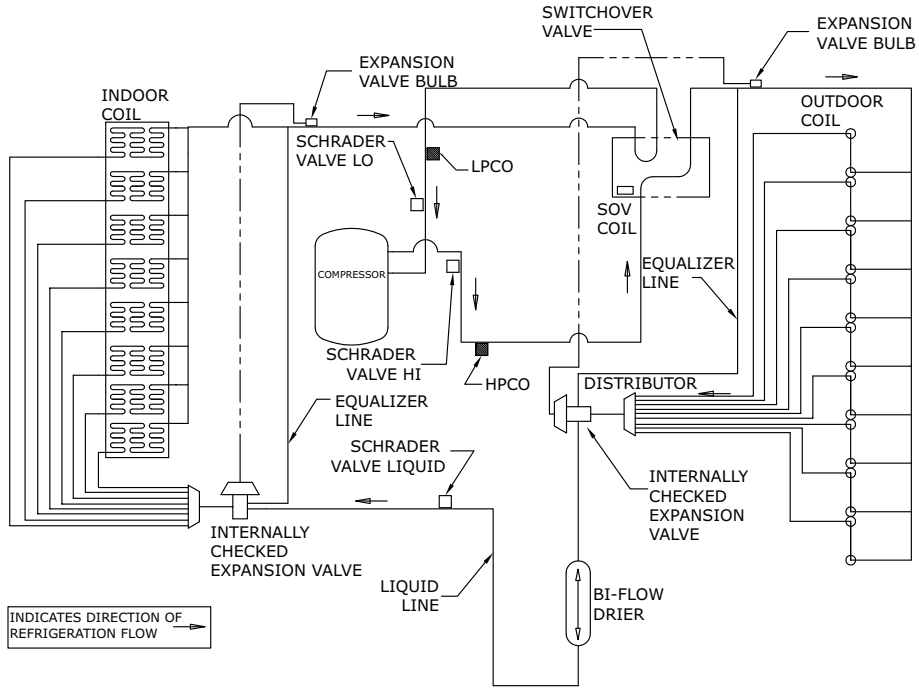 SWITCHOVER
VALVE
EXPANSION
VALVE BULB
EXPANSION
VALVE BULB
INDOOR
COIL
OUTDOOR
COIL
SCHRADER
VALVE LO
LPCO
SOV
COIL
EQUALIZER
LINE
COMPRESSOR
SCHRADER
VALVE HI
HPCO
DISTRIBUTOR
EQUALIZER
LINE
SCHRADER
VALVE LIQUID
INTERNALLY
CHECKED
EXPANSION
VALVE
INTERNALLY
CHECKED
EXPANSION VALVE
LIQUID
LINE
BI-FLOW
DRIER
INDICATES DIRECTION OF
REFRIGERATION FLOW